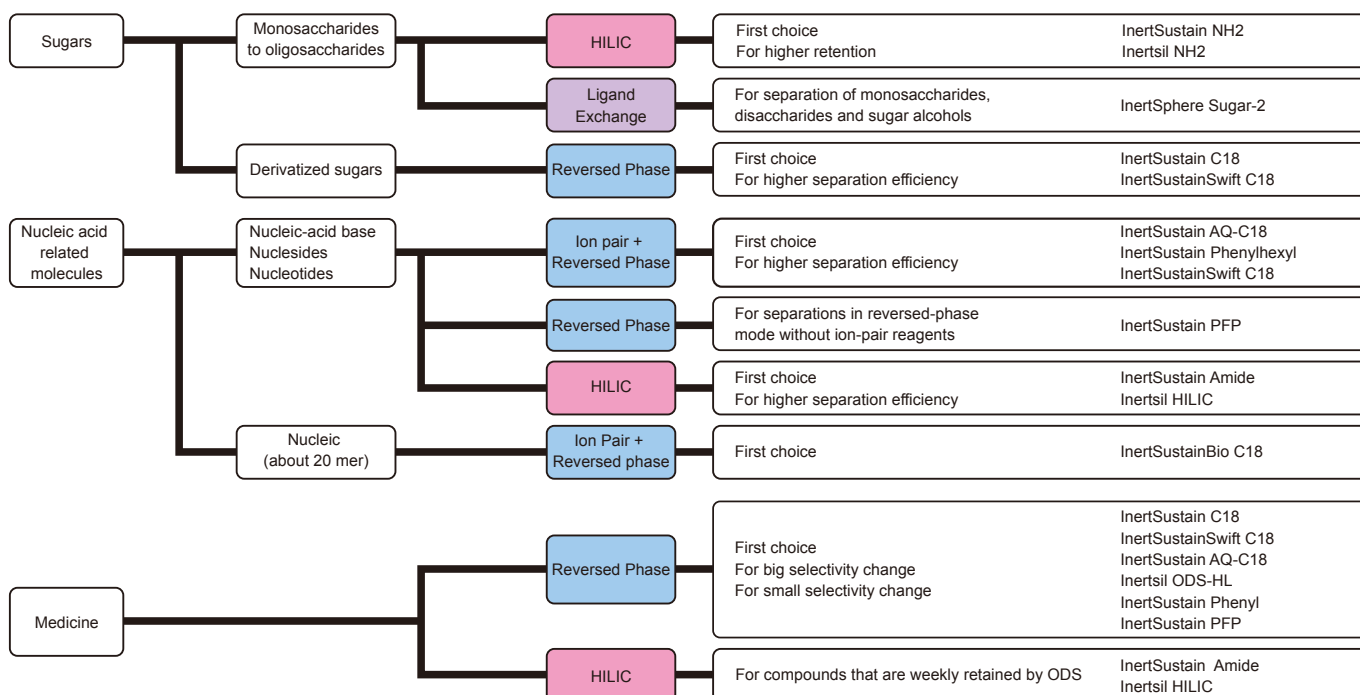 Sugars
Monosaccharides
to oligosaccharides
HILIC
First choice
For higher retention
InertSustain NH2
Inertsil NH2
Ligand
Exchange
For separation of monosaccharides,
disaccharides and sugar alcohols
InertSphere Sugar-2
Derivatized sugars
Reversed Phase
First choice
For higher separation efficiency
InertSustain C18
InertSustainSwift C18
Nucleic acid
related
molecules
Nucleic-acid base
Nuclesides
Nucleotides
Ion pair +
Reversed Phase
First choice
For higher separation efficiency
InertSustain AQ-C18
InertSustain Phenylhexyl
InertSustainSwift C18
Reversed Phase
For separations in reversed-phase
mode without ion-pair reagents
InertSustain PFP
HILIC
First choice
For higher separation efficiency
InertSustain Amide
Inertsil HILIC
Nucleic
(about 20 mer)
Ion Pair +
Reversed phase
First choice
InertSustainBio C18
Medicine
Reversed Phase
First choice
For big selectivity change
For small selectivity change
InertSustain C18
InertSustainSwift C18
InertSustain AQ-C18
Inertsil ODS-HL
InertSustain Phenyl
InertSustain PFP
HILIC
For compounds that are weekly retained by ODS
InertSustain Amide
Inertsil HILIC